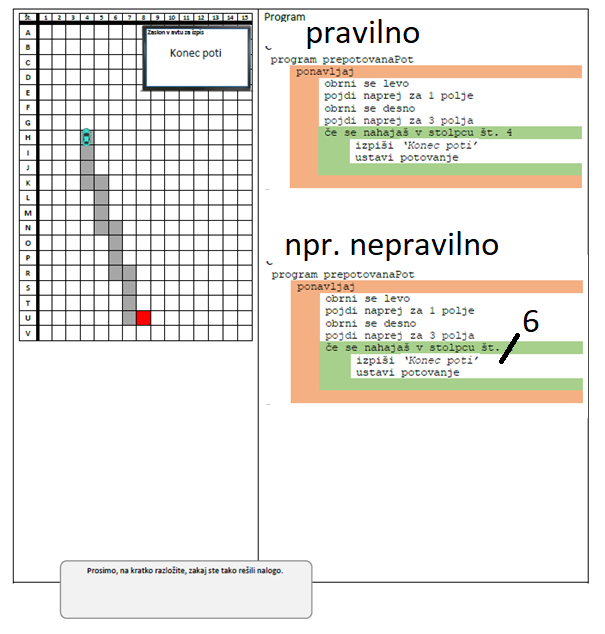 Št. 1 2 3 4 5 6 7 8 9 10 11 12 13 14 15
A
B
C
D
E
F
G
H
I
J
K
L
M
N
O
P
R
S
T
U
V
Zaslon v avtu za izpis
Konec poti
Program
pravilno
program prepotovanaPot
ponavljaj
obrni se levo
pojdi naprej za 1 polje
obrni se desno
pojdi naprej za 3 polja
če se nahajaš v stolpcu št. 4
izpiši ‘Konec poti’
ustavi potovanje
npr. nepravilno
program prepotovanaPot
ponavljaj
obrni se levo
pojdi naprej za 1 polje
obrni se desno
pojdi naprej za 3 polja
6
če se nahajaš v stolpcu št.
izpiši ‘Konec poti’
ustavi potovanje
Prosimo, na kratko razložite, zakaj ste tako rešili nalogo.